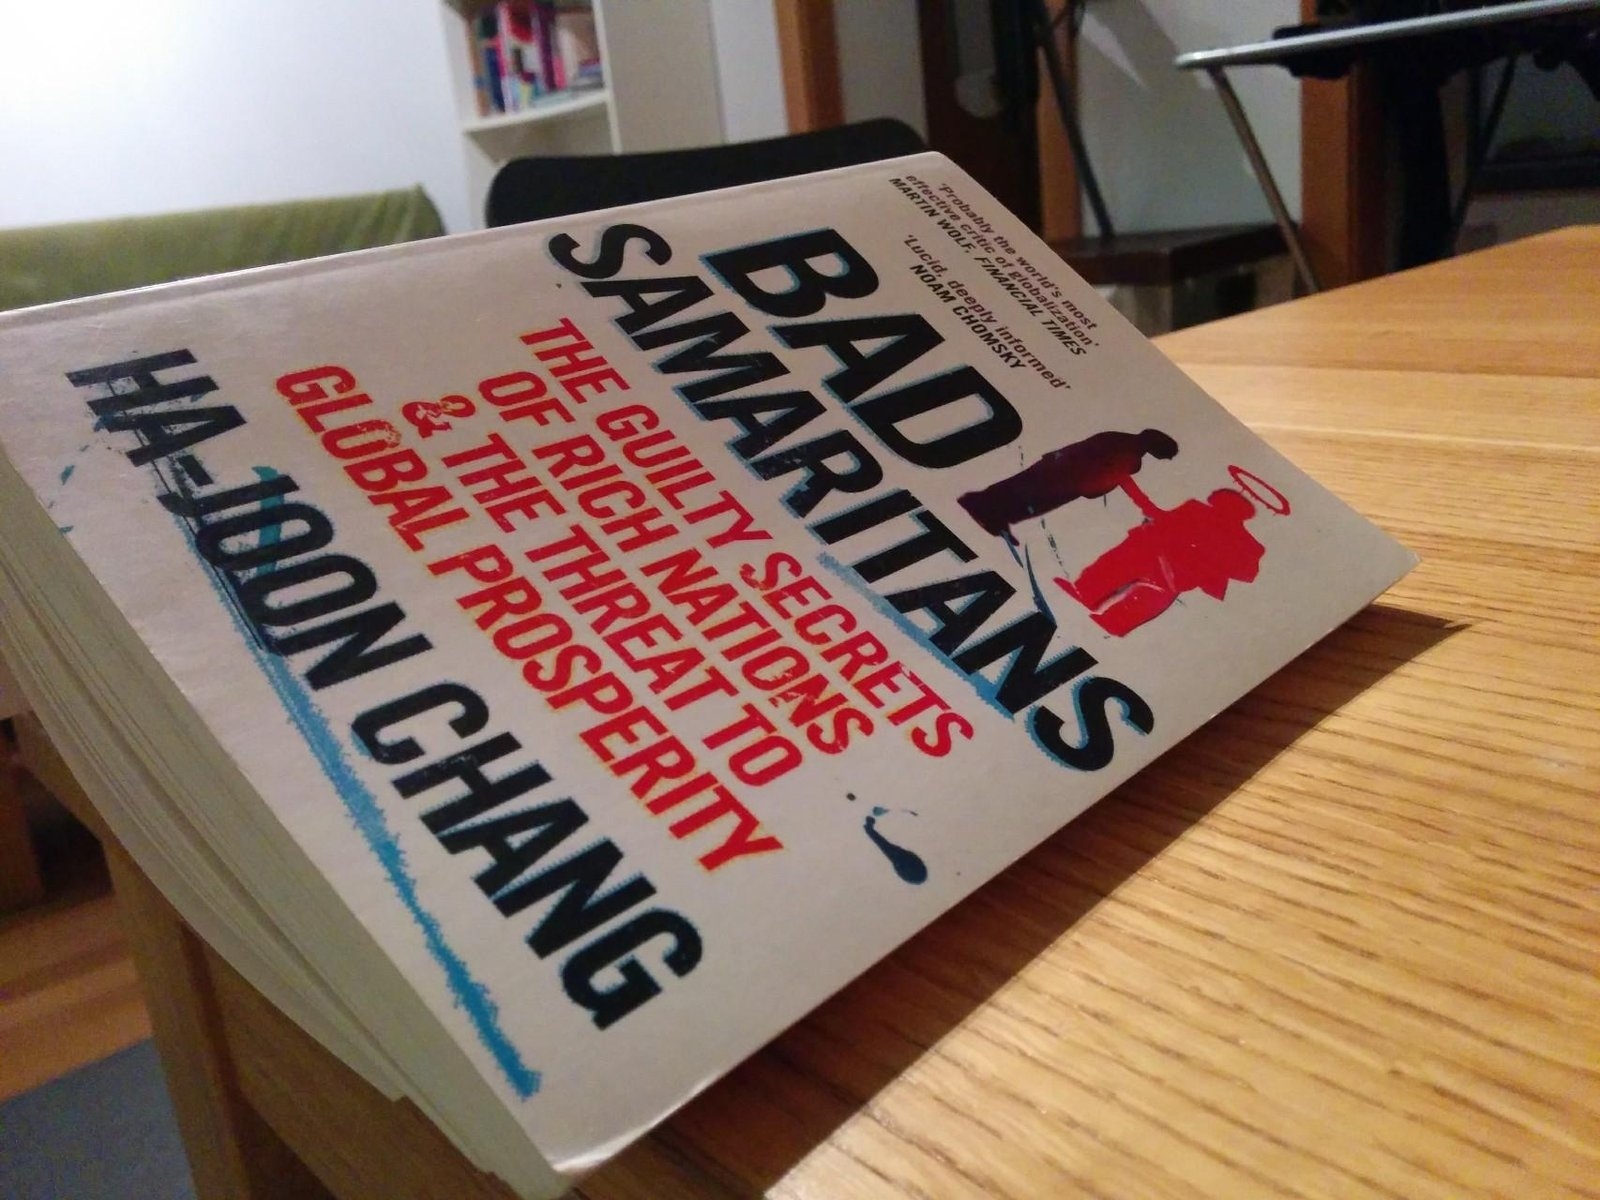 'Probably the world's most
effective critic of globalization'
MARTIN WOLF, FINANCIAL TIMES
'Lucid, deeply informed'
NOAM CHOMSKY
BAD
SAMARITANS
THE GUILTY SECRETS
OF RICH NATIONS
& THE THREAT TO
GLOBAL PROSPERITY
HA-JOON CHANG